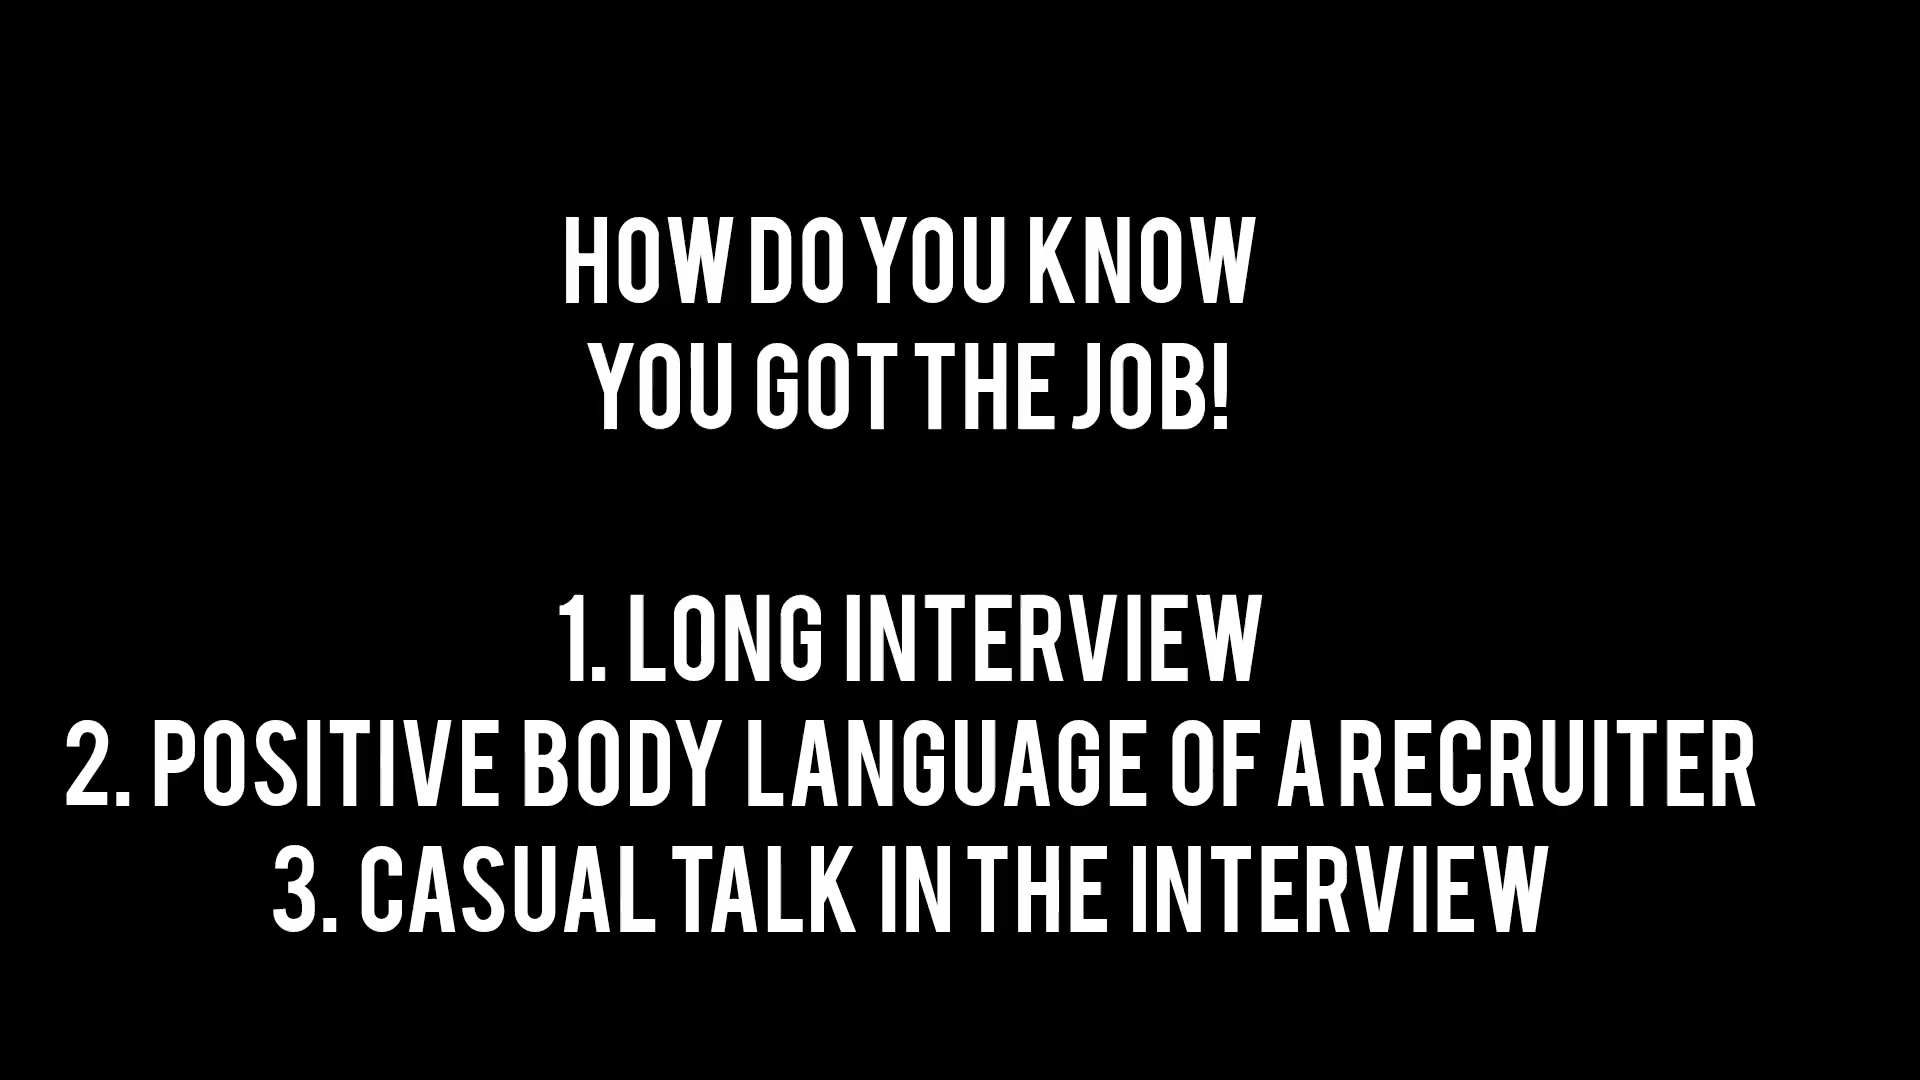 HOW DO YOU KNOW
YOU GOT THE JOB!
1. LONG INTERVIEW
2. POSITIVE BODY LANGUAGE OF A RECRUITER
3. CASUAL TALK IN THE INTERVIEW